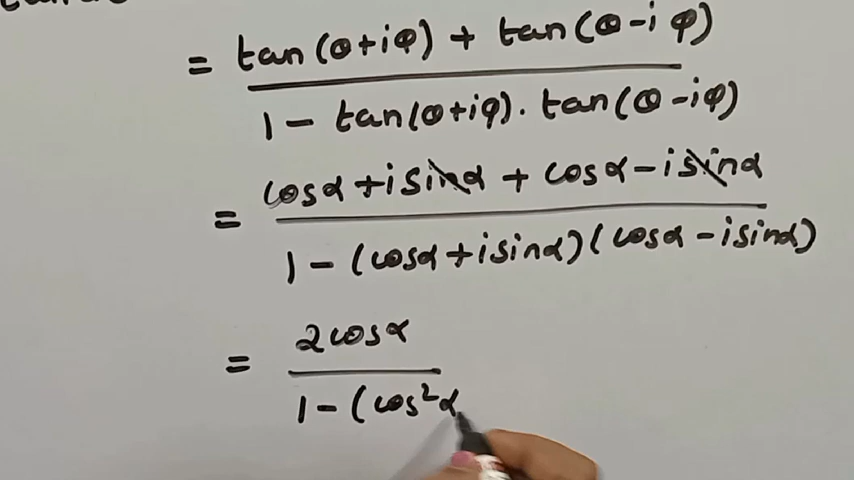 = tan(θ+iφ) + tan(θ-iφ)
1 - tan(θ+iφ). tan(θ-iφ)
= cosα+isinα + cosα-isinα
1 - (cosα+isinα)(cosα-isinα)
= 2cosα
1 - (cos²α